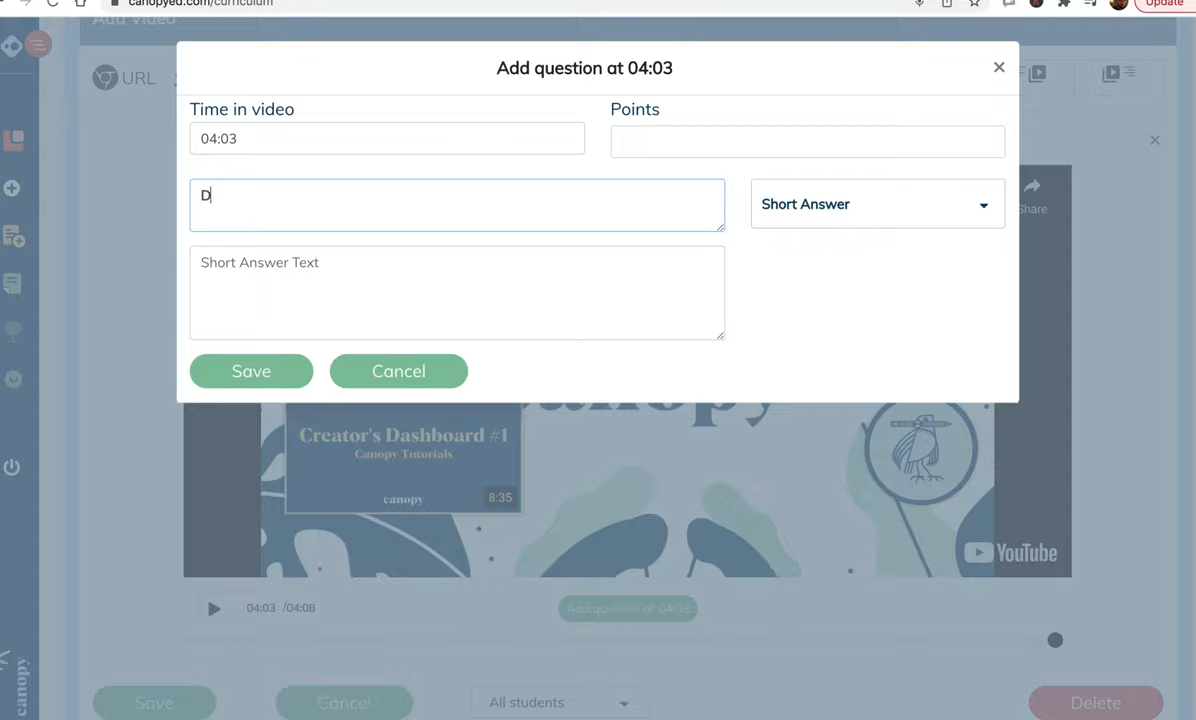 canopyed.com/curriculum
Update
Add Video
Add question at 04:03
URL
Time in video
Points
04:03
D
Short Answer
Share
Short Answer Text
Save
Cancel
canopy
Creator's Dashboard #1
Canopy Tutorials
canopy
8:35
YouTube
04:03 /04:08
Add question at 04:03
canopy
Save
Cancel
All students
Delete